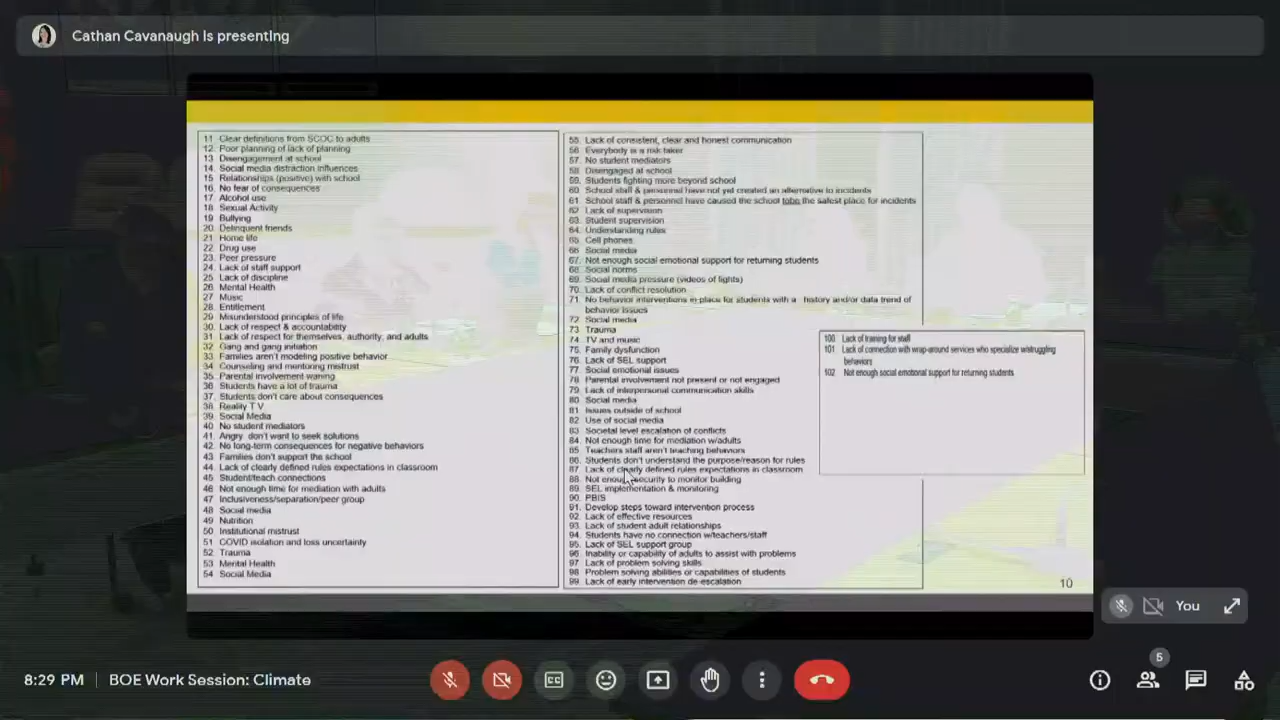 Cathan Cavanaugh is presenting
11. Clear definitions from SCOC to adults
12. Poor planning of lack of planning
13. Disengagement at school
14. Social media distraction influences
15. Relationships (positive) with school
16. No fear of consequences
17. Alcohol use
18. Sexual Activity
19. Bullying
20. Delinquent friends
21. Home life
22. Drug use
23. Peer pressure
24. Lack of staff support
25. Lack of discipline
26. Mental Health
27. Music
28. Entitlement
29. Misunderstood principles of life
30. Lack of respect & accountability
31. Lack of respect for themselves, authority, and adults
32. Gang and gang initiation
33. Families aren't modeling positive behavior
34. Counseling and mentoring mistrust
35. Parental involvement waning
36. Students have a lot of trauma
37. Students don't care about consequences
38. Reality TV
39. Social Media
40. No student mediators
41. Angry don't want to seek solutions
42. No long-term consequences for negative behaviors
43. Families don't support the school
44. Lack of clearly defined rules expectations in classroom
45. Student/teach connections
46. Not enough time for mediation with adults
47. Inclusiveness/separation/peer group
48. Social media
49. Nutrition
50. Institutional mistrust
51. COVID isolation and loss uncertainty
52. Trauma
53. Mental Health
54. Social Media
55. Lack of consistent, clear and honest communication
56. Everybody is a risk taker
57. No student mediators
58. Disengaged at school
59. Students fighting more beyond school
60. School staff & personnel have not yet created an alternative to incidents
61. School staff & personnel have caused the school tobe the safest place for incidents
62. Lack of supervision
63. Student supervision
64. Understanding rules
65. Cell phones
66. Social media
67. Not enough social emotional support for returning students
68. Social norms
69. Social media pressure (videos of fights)
70. Lack of conflict resolution
71. No behavior interventions in place for students with a history and/or data trend of
behavior issues
72. Social media
73. Trauma
74. TV and music
75. Family dysfunction
76. Lack of SEL support
77. Social emotional issues
78. Parental involvement not present or not engaged
79. Lack of interpersonal communication skills
80. Social media
81. Issues outside of school
82. Use of social media
83. Societal level escalation of conflicts
84. Not enough time for mediation w/adults
85. Teachers staff aren't teaching behaviors
86. Students don't understand the purpose/reason for rules
87. Lack of clearly defined rules expectations in classroom
88. Not enough security to monitor building
89. SEL implementation & monitoring
90. PBIS
91. Develop steps toward intervention process
92. Lack of effective resources
93. Lack of student adult relationships
94. Students have no connection w/teachers/staff
95. Lack of SEL support group
96. Inability or capability of adults to assist with problems
97. Lack of problem solving skills
98. Problem solving abilities or capabilities of students
99. Lack of early intervention de-escalation
100. Lack of training for staff
101. Lack of connection with wrap-around services who specialize w/struggling
behaviors
102. Not enough social emotional support for returning students
10
You
5
8:29 PM | BOE Work Session: Climate